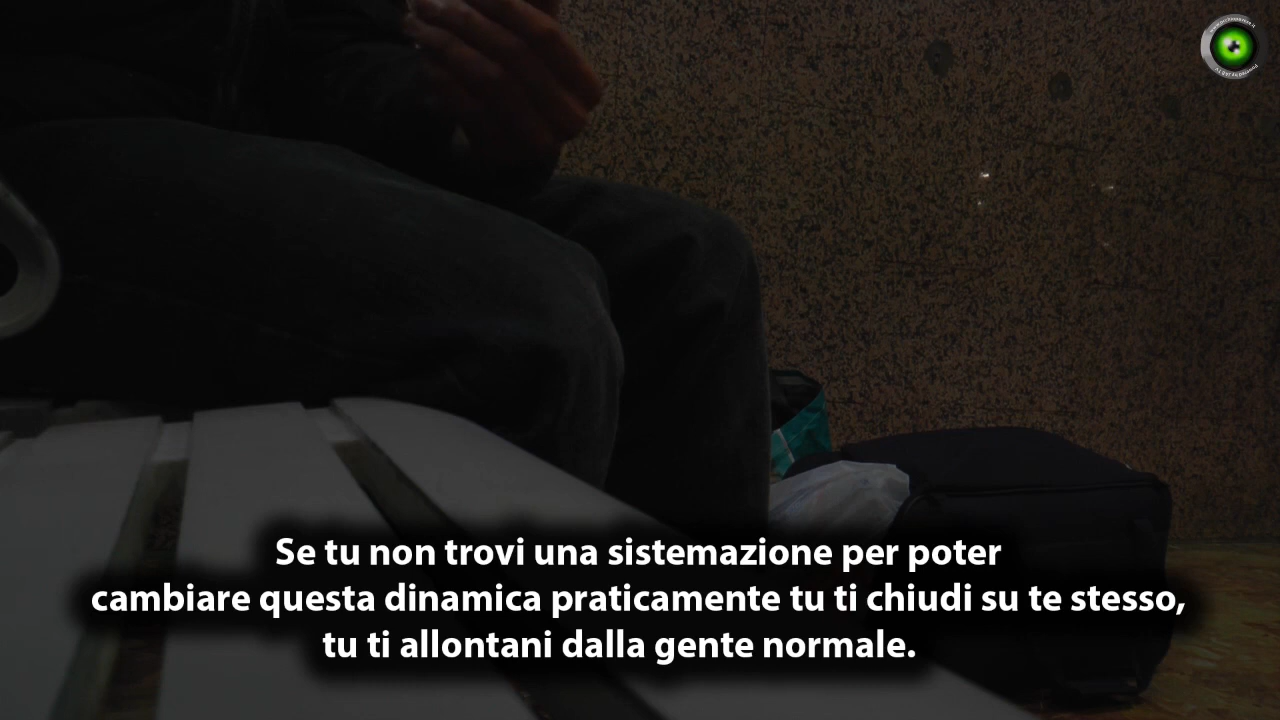 Se tu non trovi una sistemazione per poter
cambiare questa dinamica praticamente tu ti chiudi su te stesso,
tu ti allontani dalla gente normale.